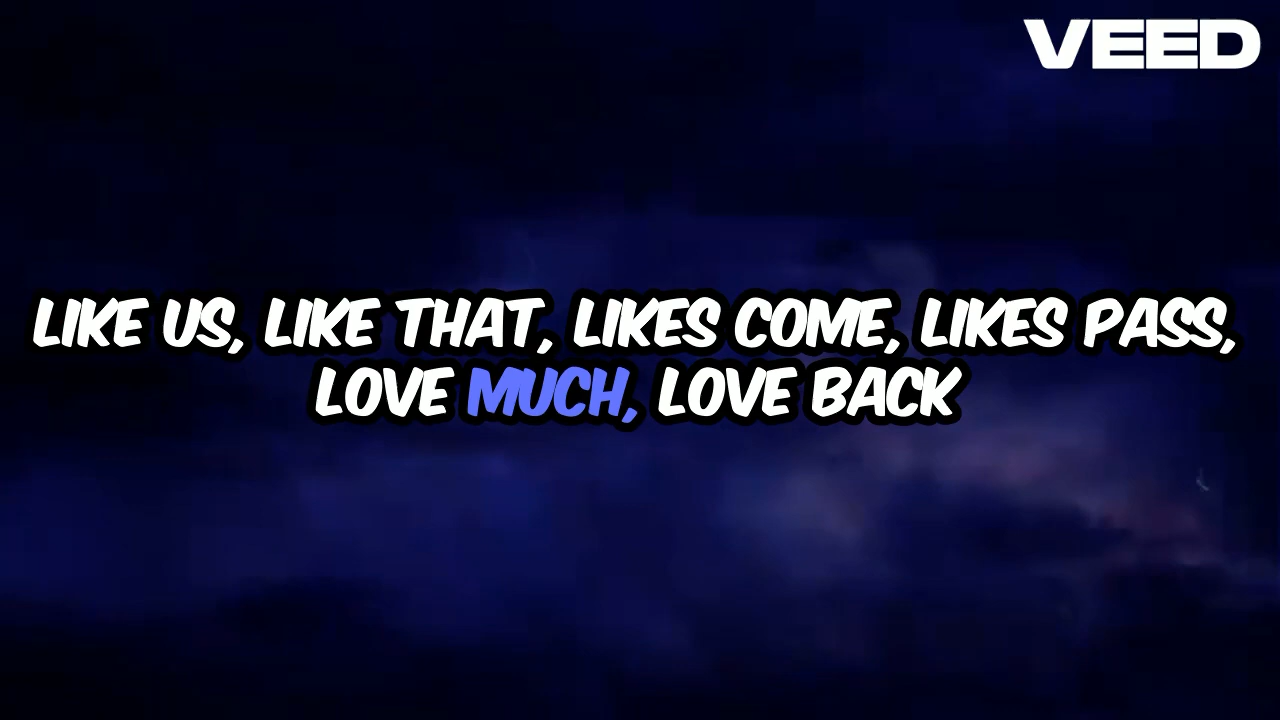 VEED
LIKE US, LIKE THAT, LIKES COME, LIKES PASS,
LOVE MUCH, LOVE BACK